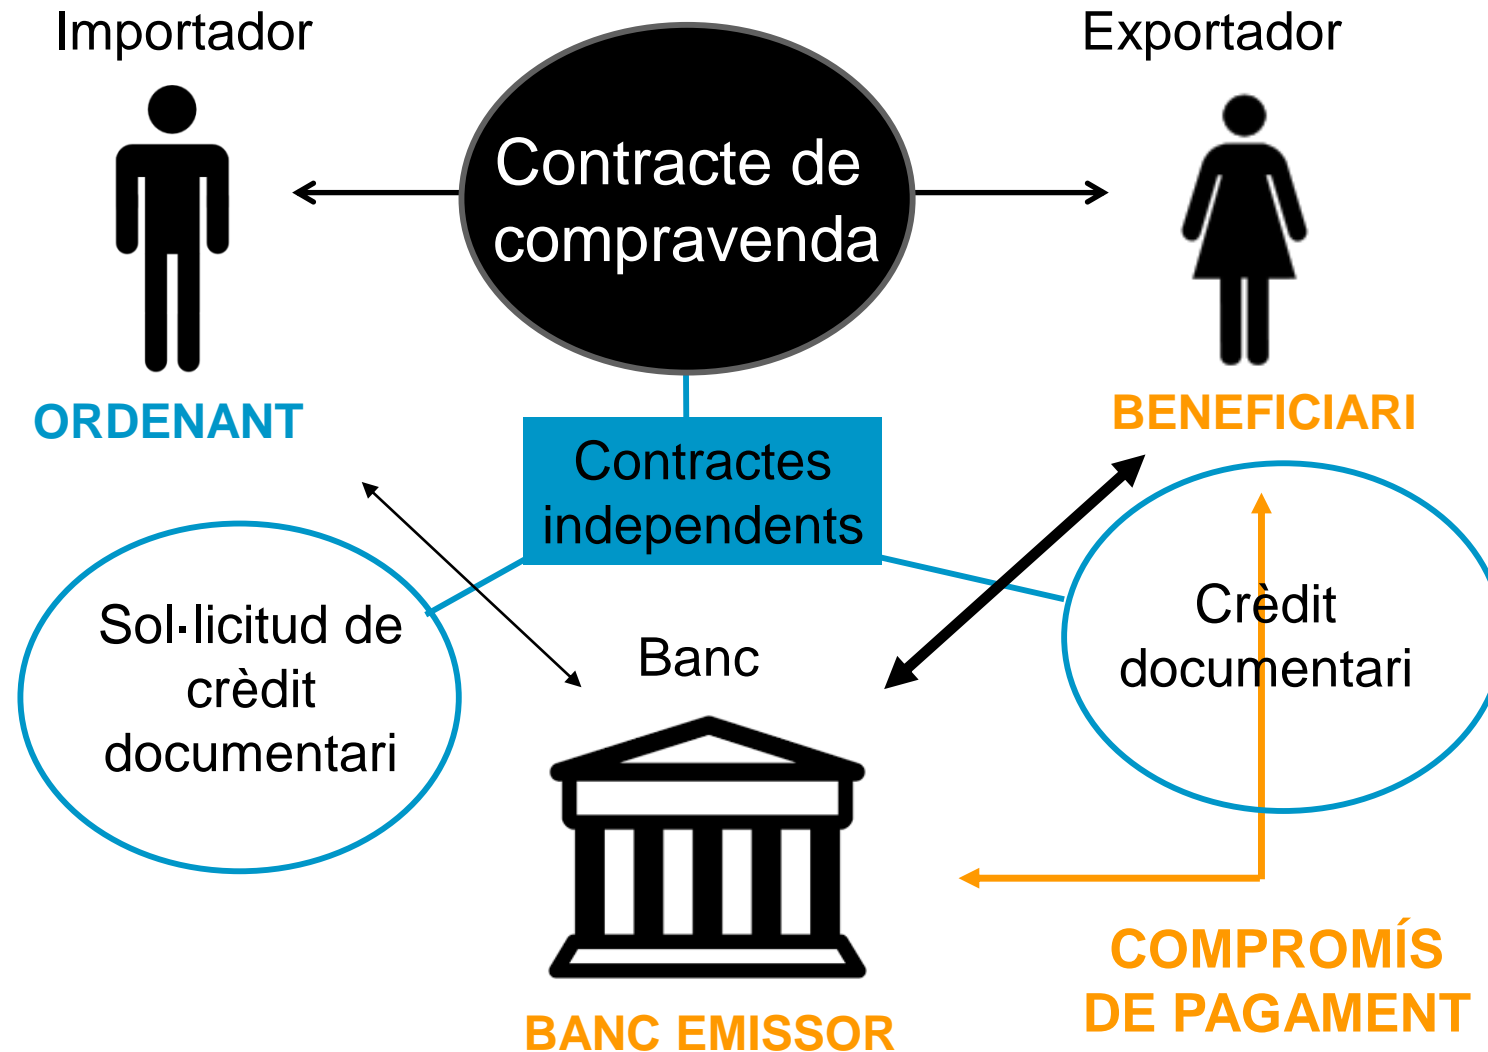 Importador
Exportador
Contracte de
compravenda
ORDENANT
BENEFICIARI
Contractes
independents
Sol·licitud de
crèdit
documentari
Banc
Crèdit
documentari
BANC EMISSOR
COMPROMÍS
DE PAGAMENT